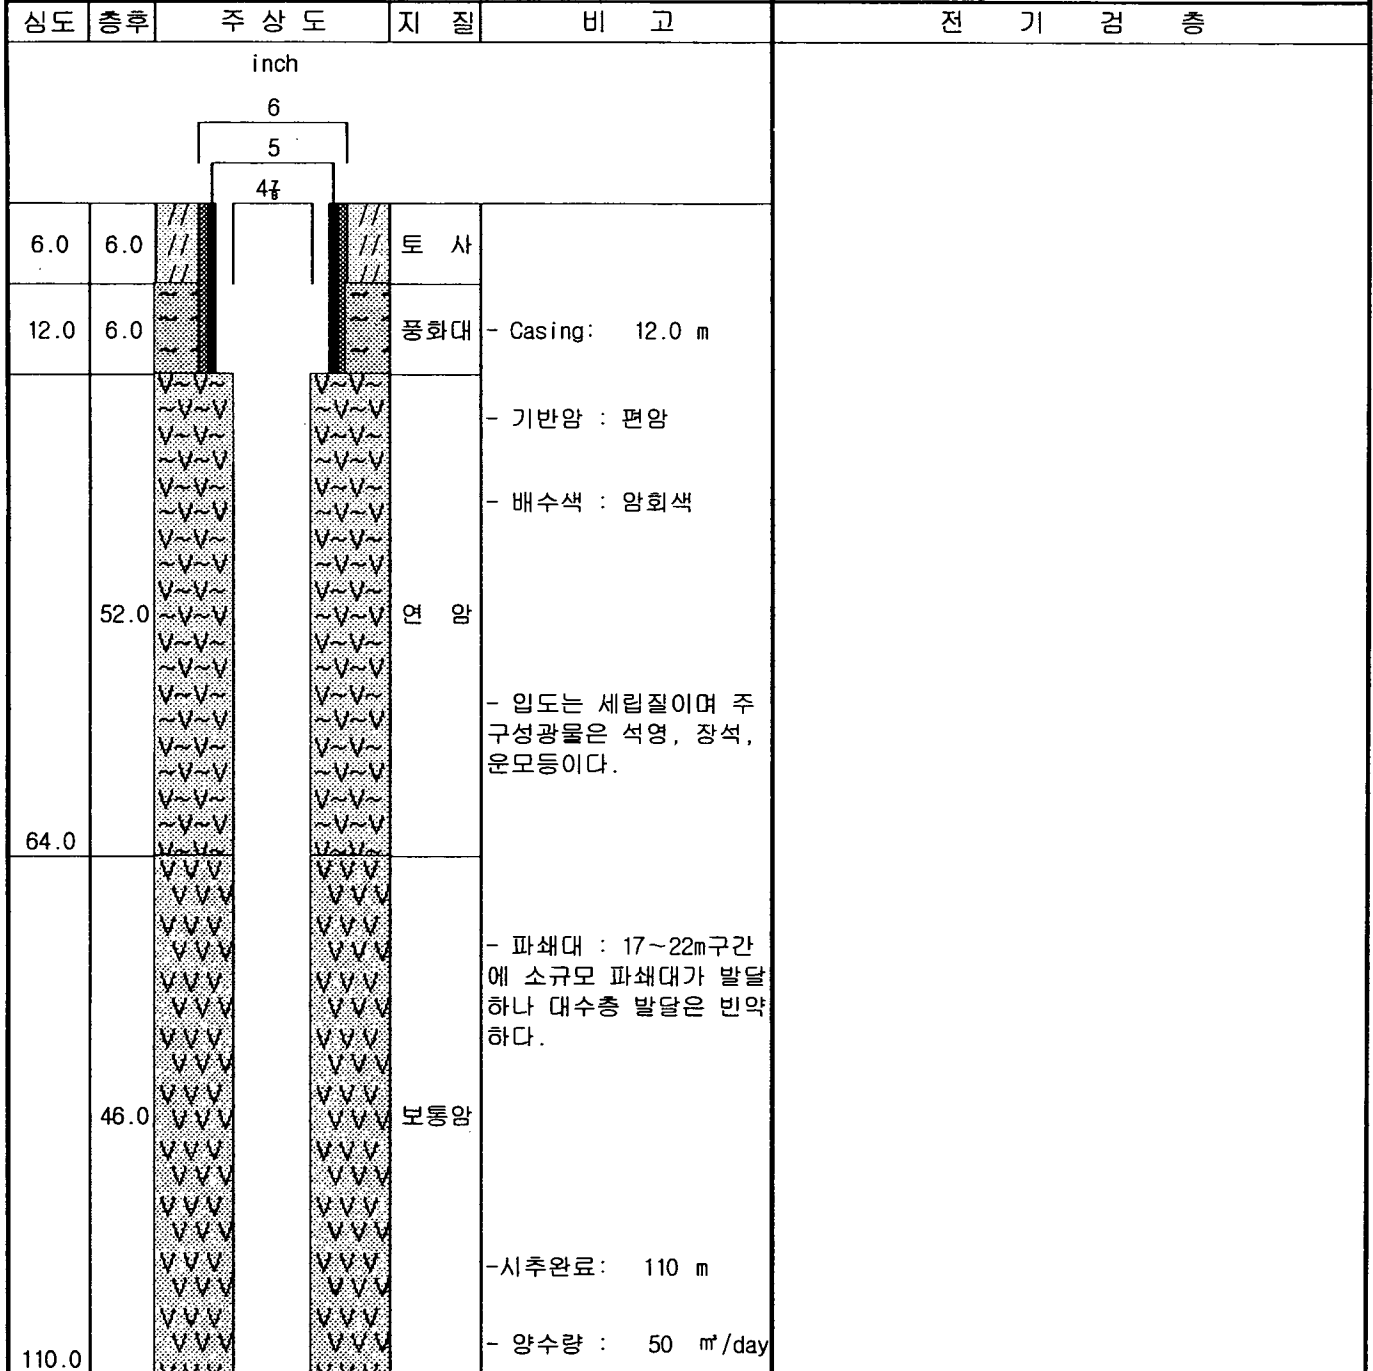 심도 층후 주 상 도 지 질 비 고 전 기 검 층
inch
6
5
4⅞
6.0 6.0 토 사
12.0 6.0 풍화대 - Casing: 12.0 m
- 기반암 : 편암
- 배수색 : 암회색
52.0 연 암
- 입도는 세립질이며 주
구성광물은 석영, 장석,
운모등이다.
64.0
- 파쇄대 : 17~22m구간
에 소규모 파쇄대가 발달
하나 대수층 발달은 빈약
하다.
46.0 보통암
-시추완료: 110 m
- 양수량 : 50 ㎥/day
110.0